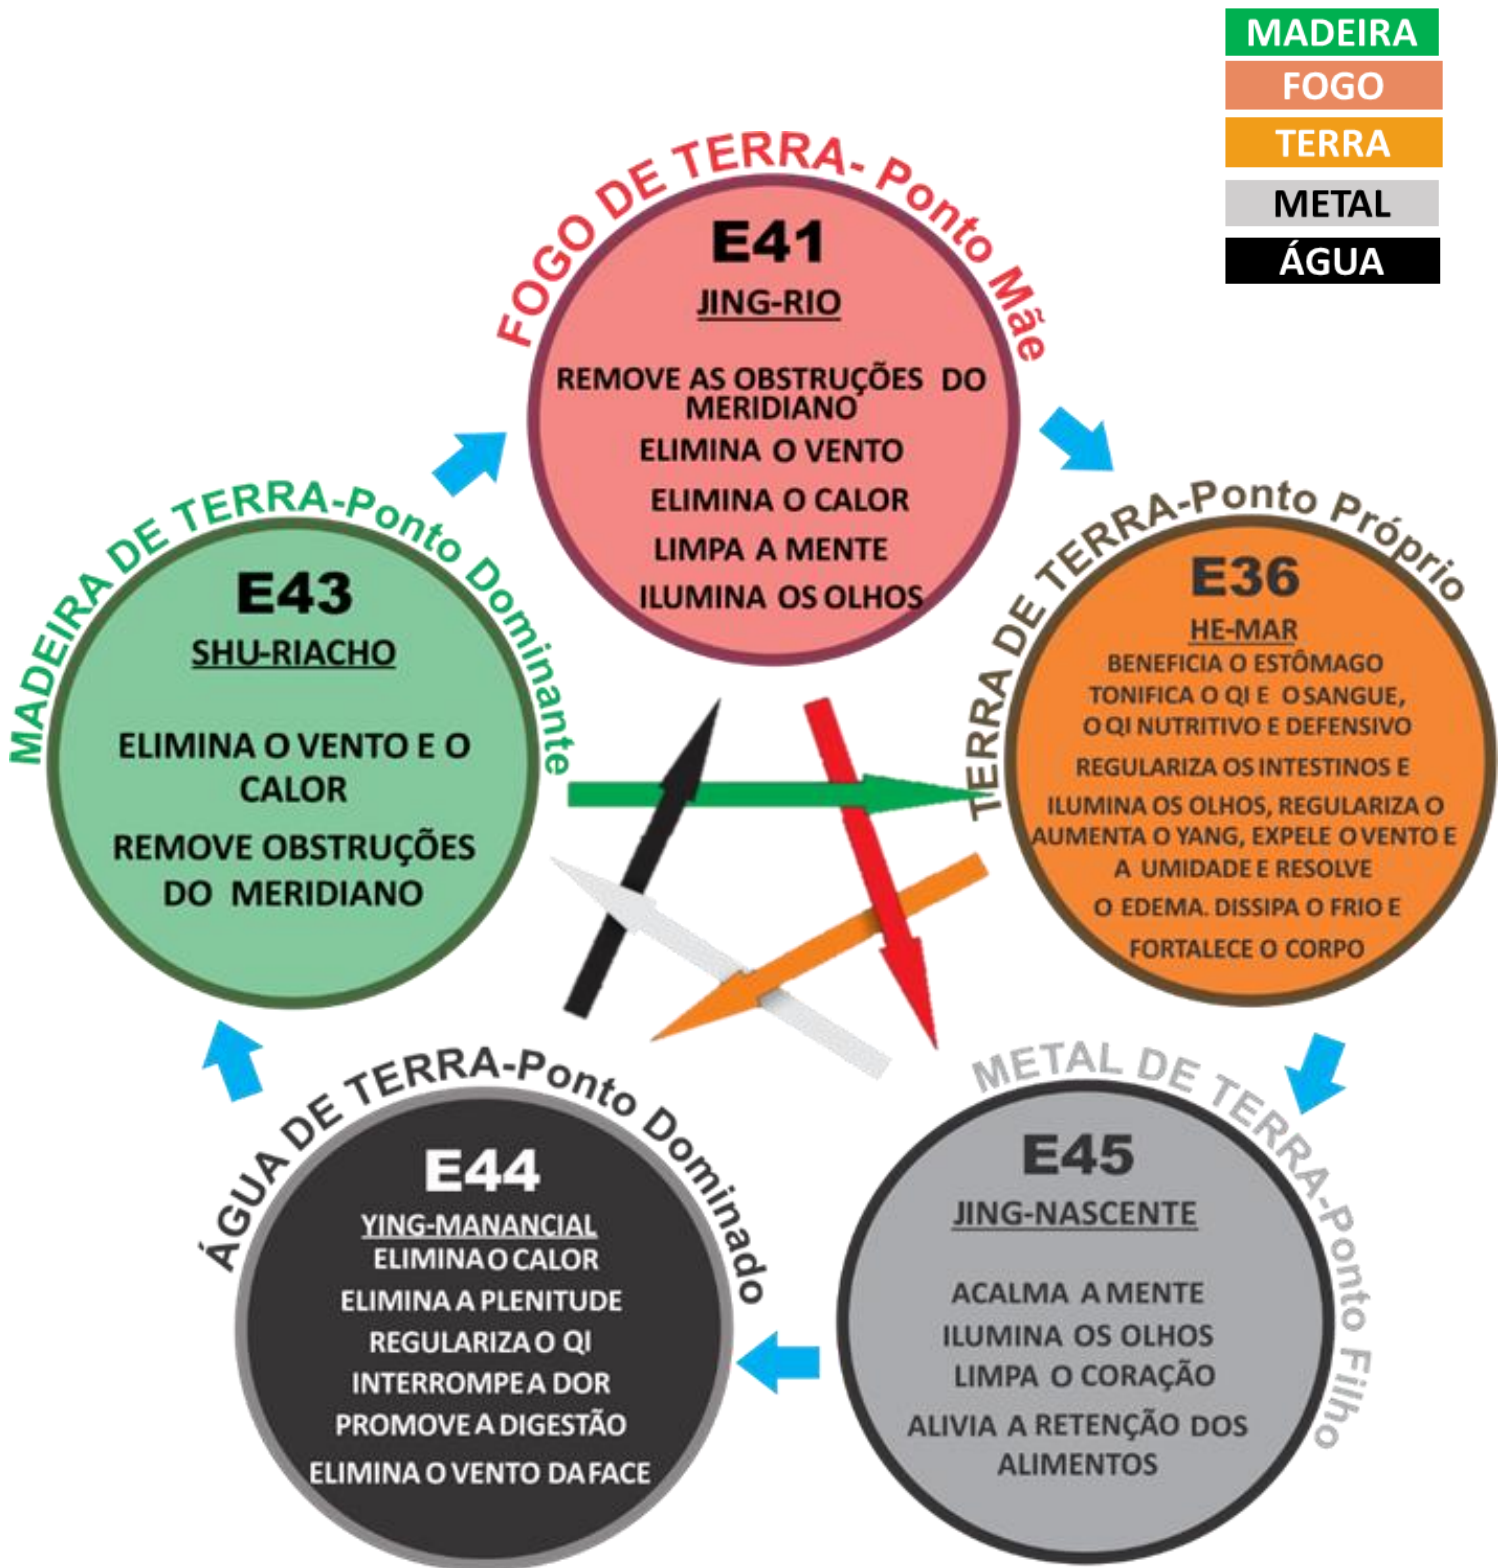 MADEIRA
FOGO
TERRA
METAL
ÁGUA
FOGO DE TERRA- Ponto Mãe
E41
JING-RIO
REMOVE AS OBSTRUÇÕES DO
MERIDIANO
ELIMINA O VENTO
ELIMINA O CALOR
LIMPA A MENTE
ILUMINA OS OLHOS
MADEIRA DE TERRA-Ponto Dominante
E43
SHU-RIACHO
ELIMINA O VENTO E O
CALOR
REMOVE OBSTRUÇÕES
DO MERIDIANO
TERRA DE TERRA-Ponto Próprio
E36
HE-MAR
BENEFICIA O ESTÔMAGO
TONIFICA O QI E O SANGUE,
O QI NUTRITIVO E DEFENSIVO
REGULARIZA OS INTESTINOS E
ILUMINA OS OLHOS, REGULARIZA O
AUMENTA O YANG, EXPELE O VENTO E
A UMIDADE E RESOLVE
O EDEMA. DISSIPA O FRIO E
FORTALECE O CORPO
ÁGUA DE TERRA-Ponto Dominado
E44
YING-MANANCIAL
ELIMINA O CALOR
ELIMINA A PLENITUDE
REGULARIZA O QI
INTERROMPE A DOR
PROMOVE A DIGESTÃO
ELIMINA O VENTO DA FACE
METAL DE TERRA-Ponto Filho
E45
JING-NASCENTE
ACALMA A MENTE
ILUMINA OS OLHOS
LIMPA O CORAÇÃO
ALIVIA A RETENÇÃO DOS
ALIMENTOS